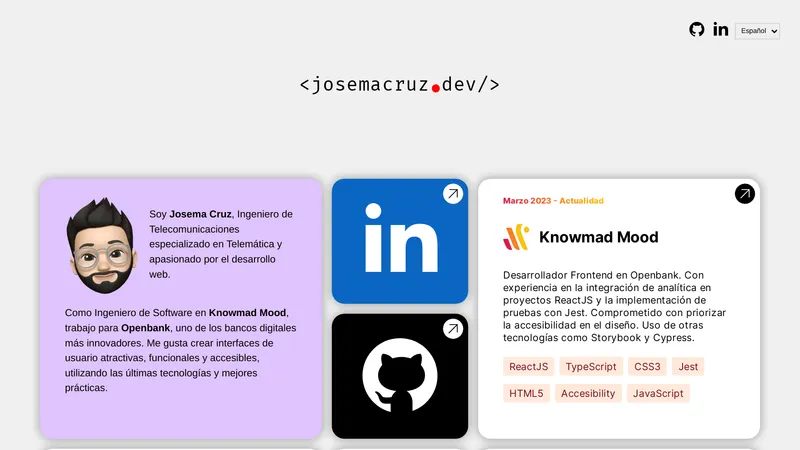 Español
<josemacruz.dev/>
Soy Josema Cruz, Ingeniero de
Telecomunicaciones
especializado en Telemática y
apasionado por el desarrollo
web.
Como Ingeniero de Software en Knowmad Mood,
trabajo para Openbank, uno de los bancos digitales
más innovadores. Me gusta crear interfaces de
usuario atractivas, funcionales y accesibles,
utilizando las últimas tecnologías y mejores
prácticas.
in
Marzo 2023 - Actualidad
Knowmad Mood
Desarrollador Frontend en Openbank. Con
experiencia en la integración de analítica en
proyectos ReactJS y la implementación de
pruebas con Jest. Comprometido con priorizar
la accesibilidad en el diseño. Uso de otras
tecnologías como Storybook y Cypress.
ReactJS TypeScript CSS3 Jest
HTML5 Accesibility JavaScript